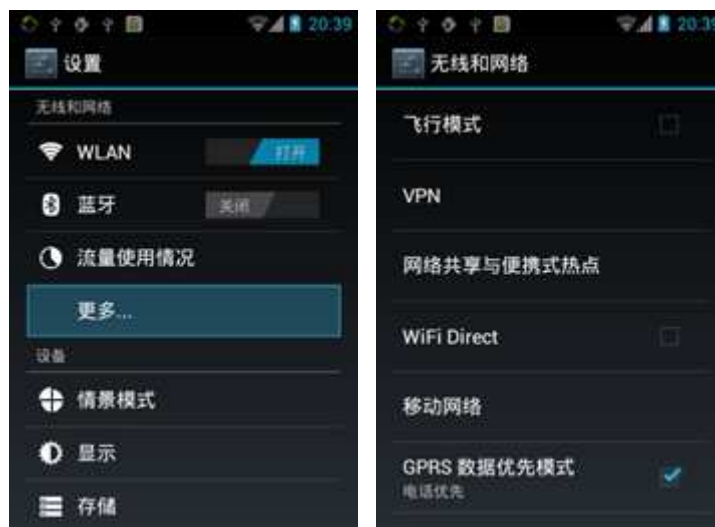 20:39
设置
无线和网络
WLAN 打开
蓝牙 关闭
流量使用情况
更多...
设备
情景模式
显示
存储
20:39
无线和网络
飞行模式
VPN
网络共享与便携式热点
WiFi Direct
移动网络
GPRS 数据优先模式
电话优先